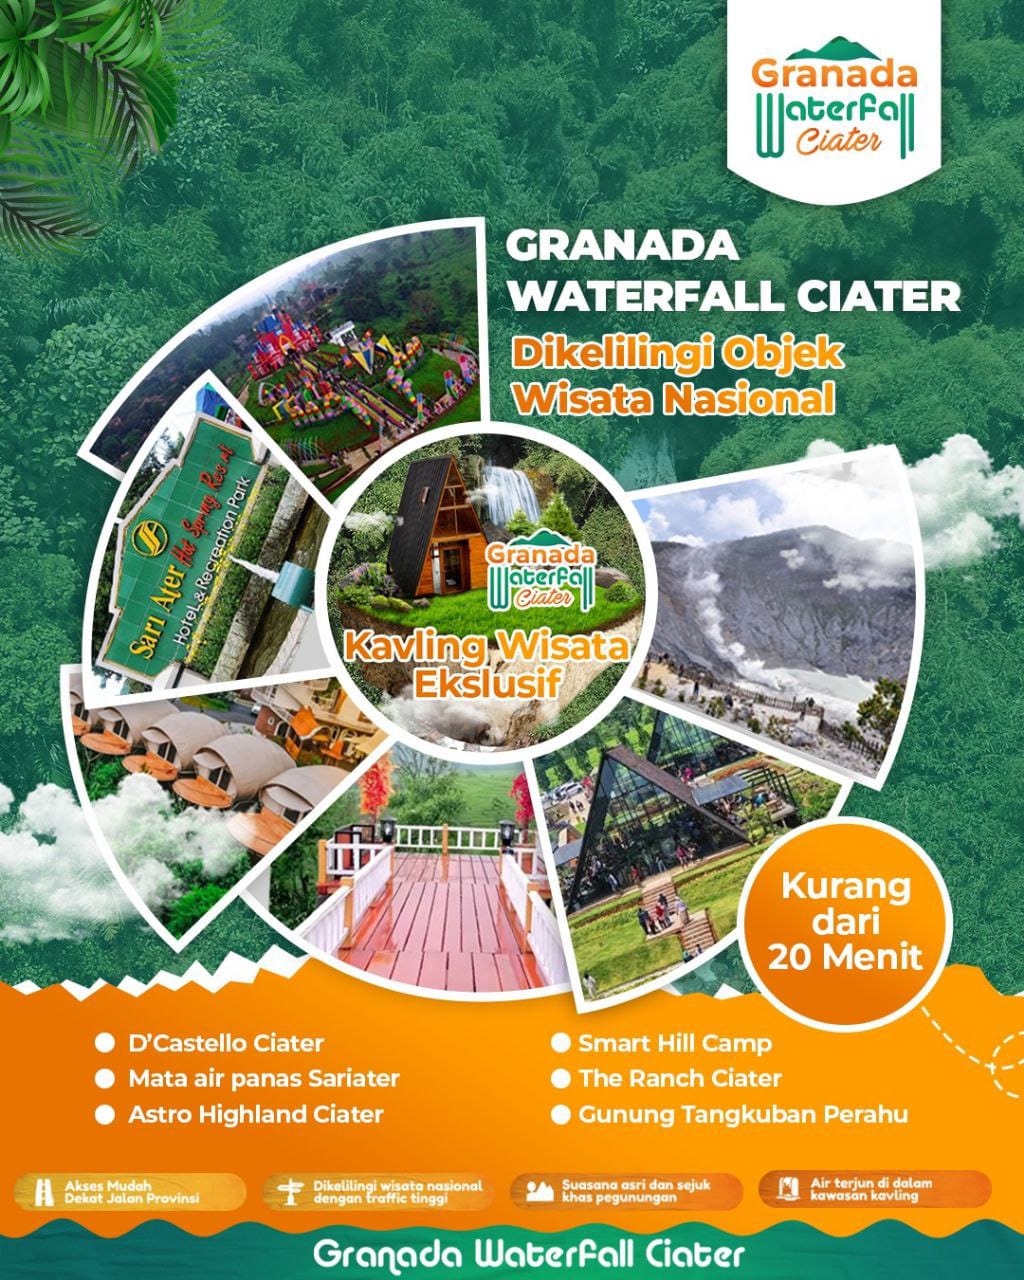 Granada
Waterfall
Ciater
GRANADA
WATERFALL CIATER
Dikelilingi Objek
Wisata Nasional
Sari Ater Hot Spring Resort
Hotel & Recreation Park
Granada
Waterfall
Ciater
Kavling Wisata
Ekslusif
Kurang
dari
20 Menit
D'Castello Ciater
Mata air panas Sariater
Astro Highland Ciater
Smart Hill Camp
The Ranch Ciater
Gunung Tangkuban Perahu
Akses Mudah
Dekat Jalan Provinsi
Dikelilingi wisata nasional
dengan traffic tinggi
Suasana asri dan sejuk
khas pegunungan
Air terjun di dalam
kawasan kavling
Granada Waterfall Ciater